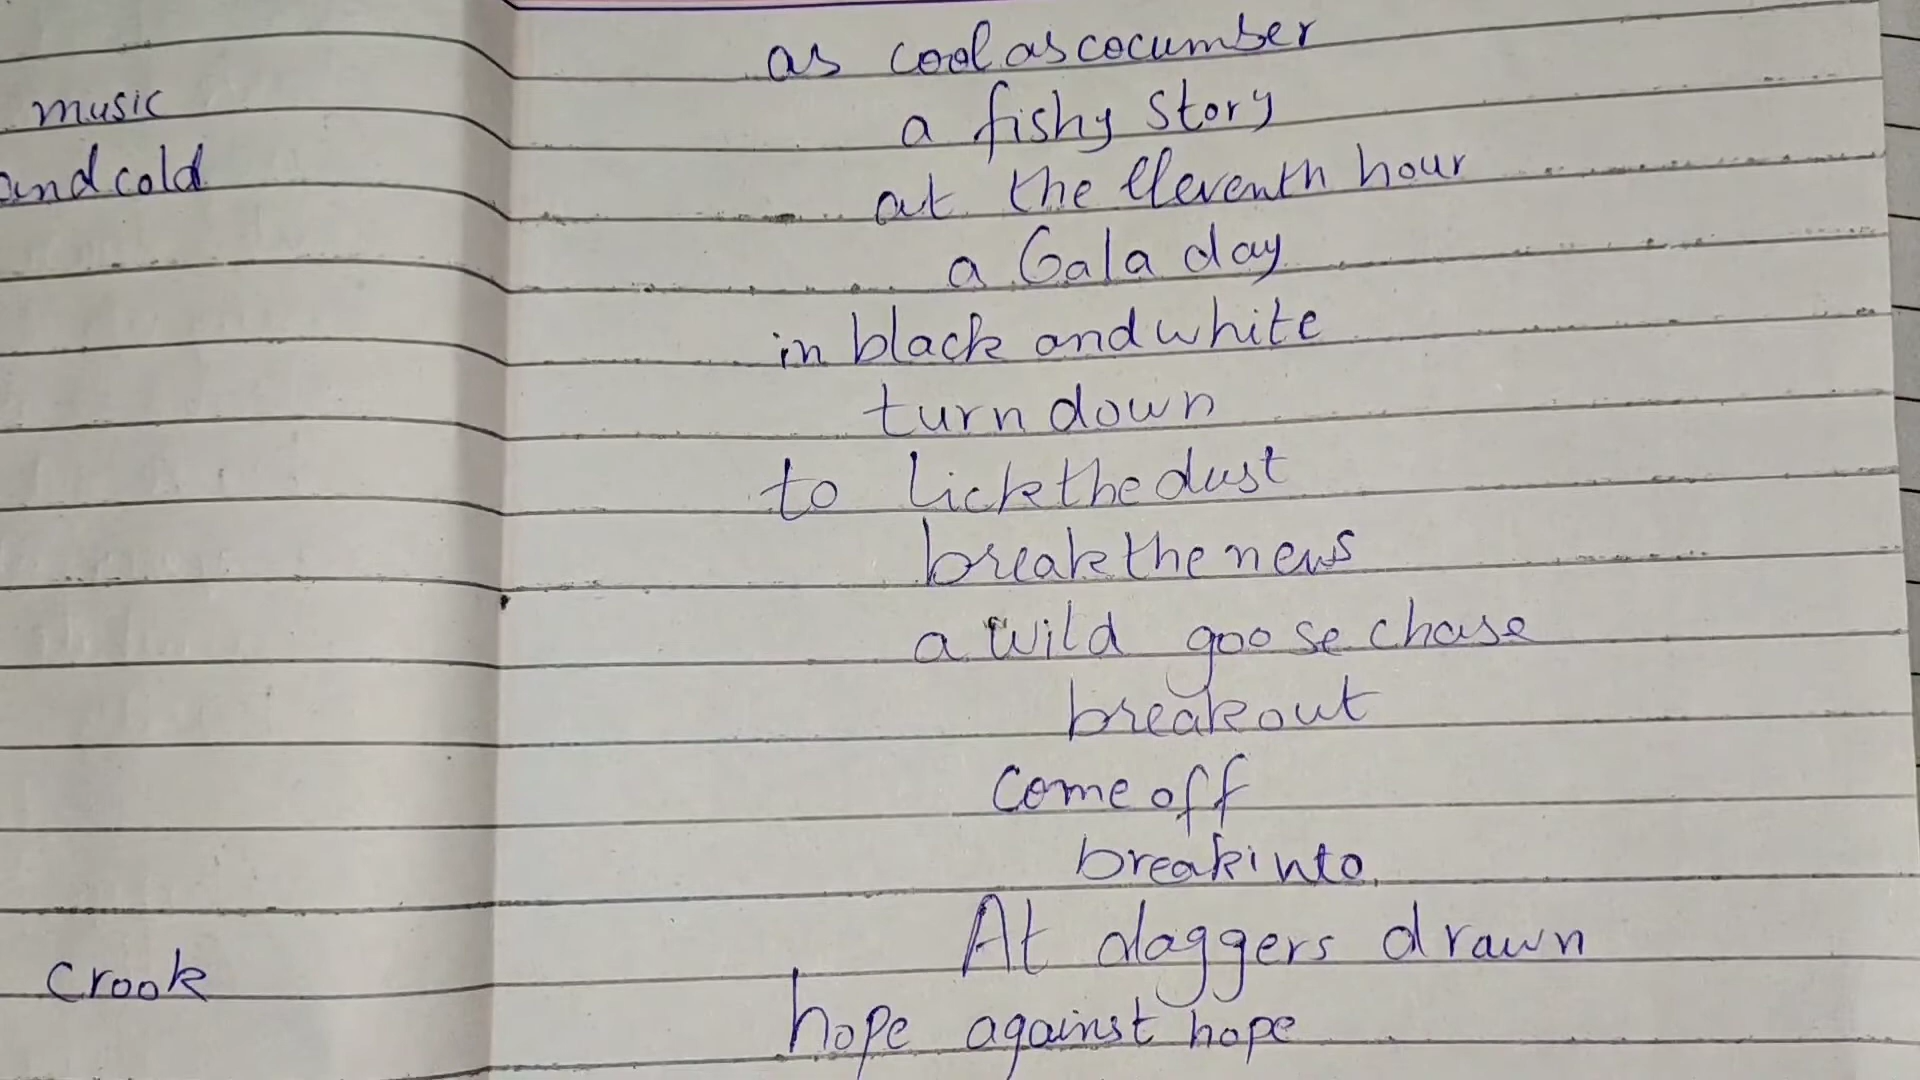 music
and cold
crook
as cool as cocumber
a fishy story
at the eleventh hour
a Gala day
in black and white
turn down
to lick the dust
break the news
a wild goose chase
break out
come off
break into
At daggers drawn
hope against hope